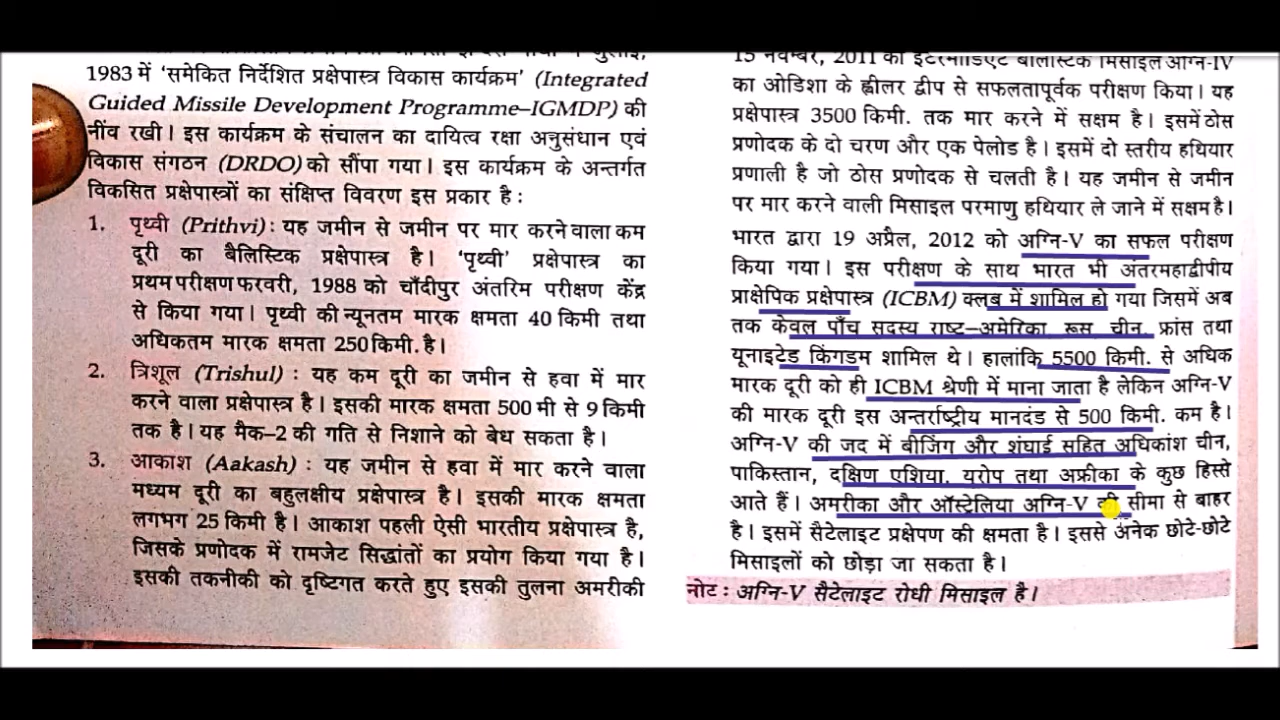 1983 में ‘समेकित निर्देशित प्रक्षेपास्त्र विकास कार्यक्रम’ (Integrated
Guided Missile Development Programme–IGMDP) की
नींव रखी। इस कार्यक्रम के संचालन का दायित्व रक्षा अनुसंधान एवं
विकास संगठन (DRDO) को सौंपा गया। इस कार्यक्रम के अन्तर्गत
विकसित प्रक्षेपास्त्रों का संक्षिप्त विवरण इस प्रकार है :
1. पृथ्वी (Prithvi) : यह जमीन से जमीन पर मार करने वाला कम
दूरी का बैलिस्टिक प्रक्षेपास्त्र है। ‘पृथ्वी’ प्रक्षेपास्त्र का
प्रथम परीक्षण फरवरी, 1988 को चाँदीपुर अंतरिम परीक्षण केंद्र
से किया गया। पृथ्वी की न्यूनतम मारक क्षमता 40 किमी तथा
अधिकतम मारक क्षमता 250 किमी. है।
2. त्रिशूल (Trishul) : यह कम दूरी का जमीन से हवा में मार
करने वाला प्रक्षेपास्त्र है। इसकी मारक क्षमता 500 मी से 9 किमी
तक है। यह मैक–2 की गति से निशाने को बेध सकता है।
3. आकाश (Aakash) : यह जमीन से हवा में मार करने वाला
मध्यम दूरी का बहुलक्षीय प्रक्षेपास्त्र है। इसकी मारक क्षमता
लगभग 25 किमी है। आकाश पहली ऐसी भारतीय प्रक्षेपास्त्र है,
जिसके प्रणोदक में रामजेट सिद्धांतों का प्रयोग किया गया है।
इसकी तकनीकी को दृष्टिगत करते हुए इसकी तुलना अमरीकी
15 नवम्बर, 2011 को इंटरमीडिएट बैलिस्टिक मिसाइल अग्नि-IV
का ओडिशा के ह्वीलर द्वीप से सफलतापूर्वक परीक्षण किया। यह
प्रक्षेपास्त्र 3500 किमी. तक मार करने में सक्षम है। इसमें ठोस
प्रणोदक के दो चरण और एक पेलोड है। इसमें दो स्तरीय हथियार
प्रणाली है जो ठोस प्रणोदक से चलती है। यह जमीन से जमीन
पर मार करने वाली मिसाइल परमाणु हथियार ले जाने में सक्षम है।
भारत द्वारा 19 अप्रैल, 2012 को अग्नि-V का सफल परीक्षण
किया गया। इस परीक्षण के साथ भारत भी अंतरमहाद्वीपीय
प्राक्षेपिक प्रक्षेपास्त्र (ICBM) क्लब में शामिल हो गया जिसमें अब
तक केवल पाँच सदस्य राष्ट–अमेरिका रूस चीन, फ्रांस तथा
यूनाइटेड किंगडम शामिल थे। हालांकि 5500 किमी. से अधिक
मारक दूरी को ही ICBM श्रेणी में माना जाता है लेकिन अग्नि-V
की मारक दूरी इस अन्तर्राष्ट्रीय मानदंड से 500 किमी. कम है।
अग्नि-V की जद में बीजिंग और शंघाई सहित अधिकांश चीन,
पाकिस्तान, दक्षिण एशिया, यूरोप तथा अफ्रीका के कुछ हिस्से
आते हैं। अमरीका और ऑस्टेलिया अग्नि-V की सीमा से बाहर
है। इसमें सैटेलाइट प्रक्षेपण की क्षमता है। इससे अनेक छोटे-छोटे
मिसाइलों को छोड़ा जा सकता है।
नोट : अग्नि-V सैटेलाइट रोधी मिसाइल है।